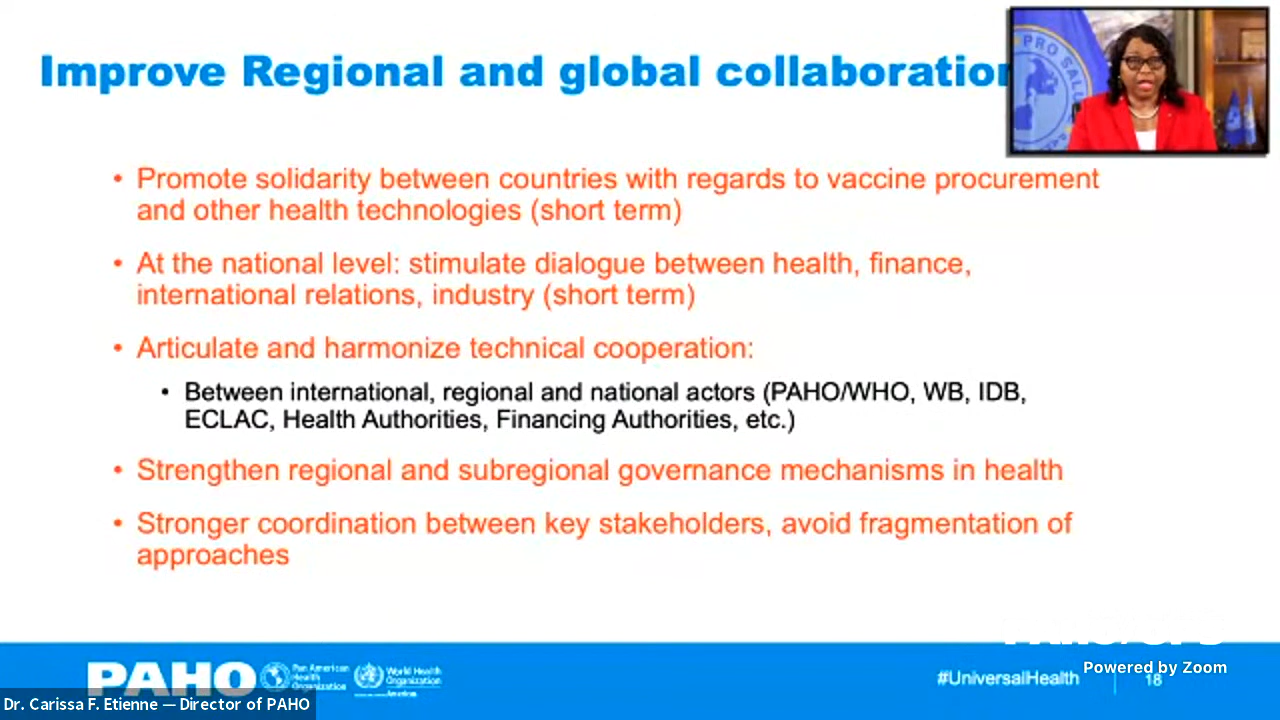 Improve Regional and global collaboration
PRO SALU
• Promote solidarity between countries with regards to vaccine procurement
and other health technologies (short term)
• At the national level: stimulate dialogue between health, finance,
international relations, industry (short term)
• Articulate and harmonize technical cooperation:
• Between international, regional and national actors (PAHO/WHO, WB, IDB,
ECLAC, Health Authorities, Financing Authorities, etc.)
• Strengthen regional and subregional governance mechanisms in health
• Stronger coordination between key stakeholders, avoid fragmentation of
approaches
PAHO
Pan American
Health
Organization
World Health
Organization
Americas
#UniversalHealth
18
Powered by Zoom
Dr. Carissa F. Etienne — Director of PAHO